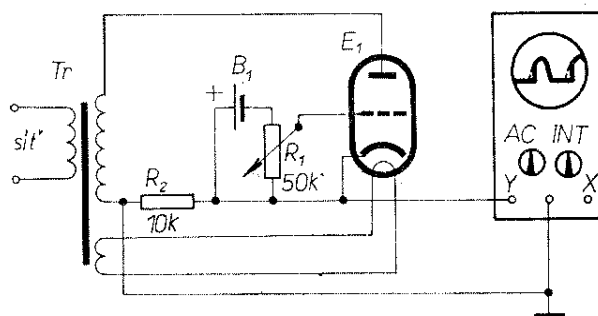 Tr
síť
+
B₁
E₁
R₁
50k
R₂
10k
AC INT
Y
X